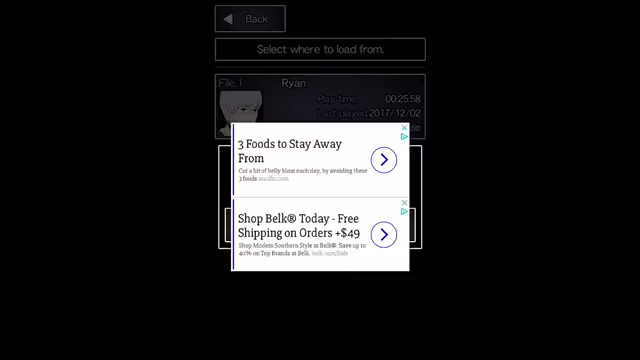 Back
Select where to load from.
File: 1 Ryan
Play time: 00:25:58
Last played: 2017/12/02
3 Foods to Stay Away
From
Cut a bit of belly bloat each day, by avoiding these
3 foods
Shop Belk® Today - Free
Shipping on Orders +$49
Shop Modern Southern Style at Belk®. Save up to
40% on Top Brands at Belk. belk.com/Sale